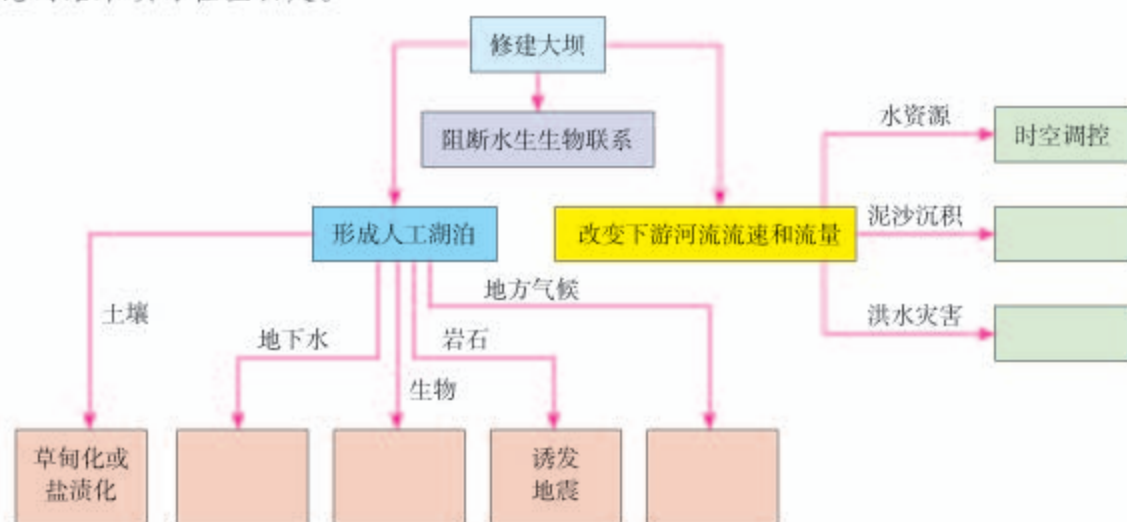 修建大坝
阻断水生生物联系
水资源
时空调控
形成人工湖泊
改变下游河流流速和流量
泥沙沉积
洪水灾害
土壤
地下水
生物
岩石
地方气候
草甸化或
盐渍化
诱发
地震